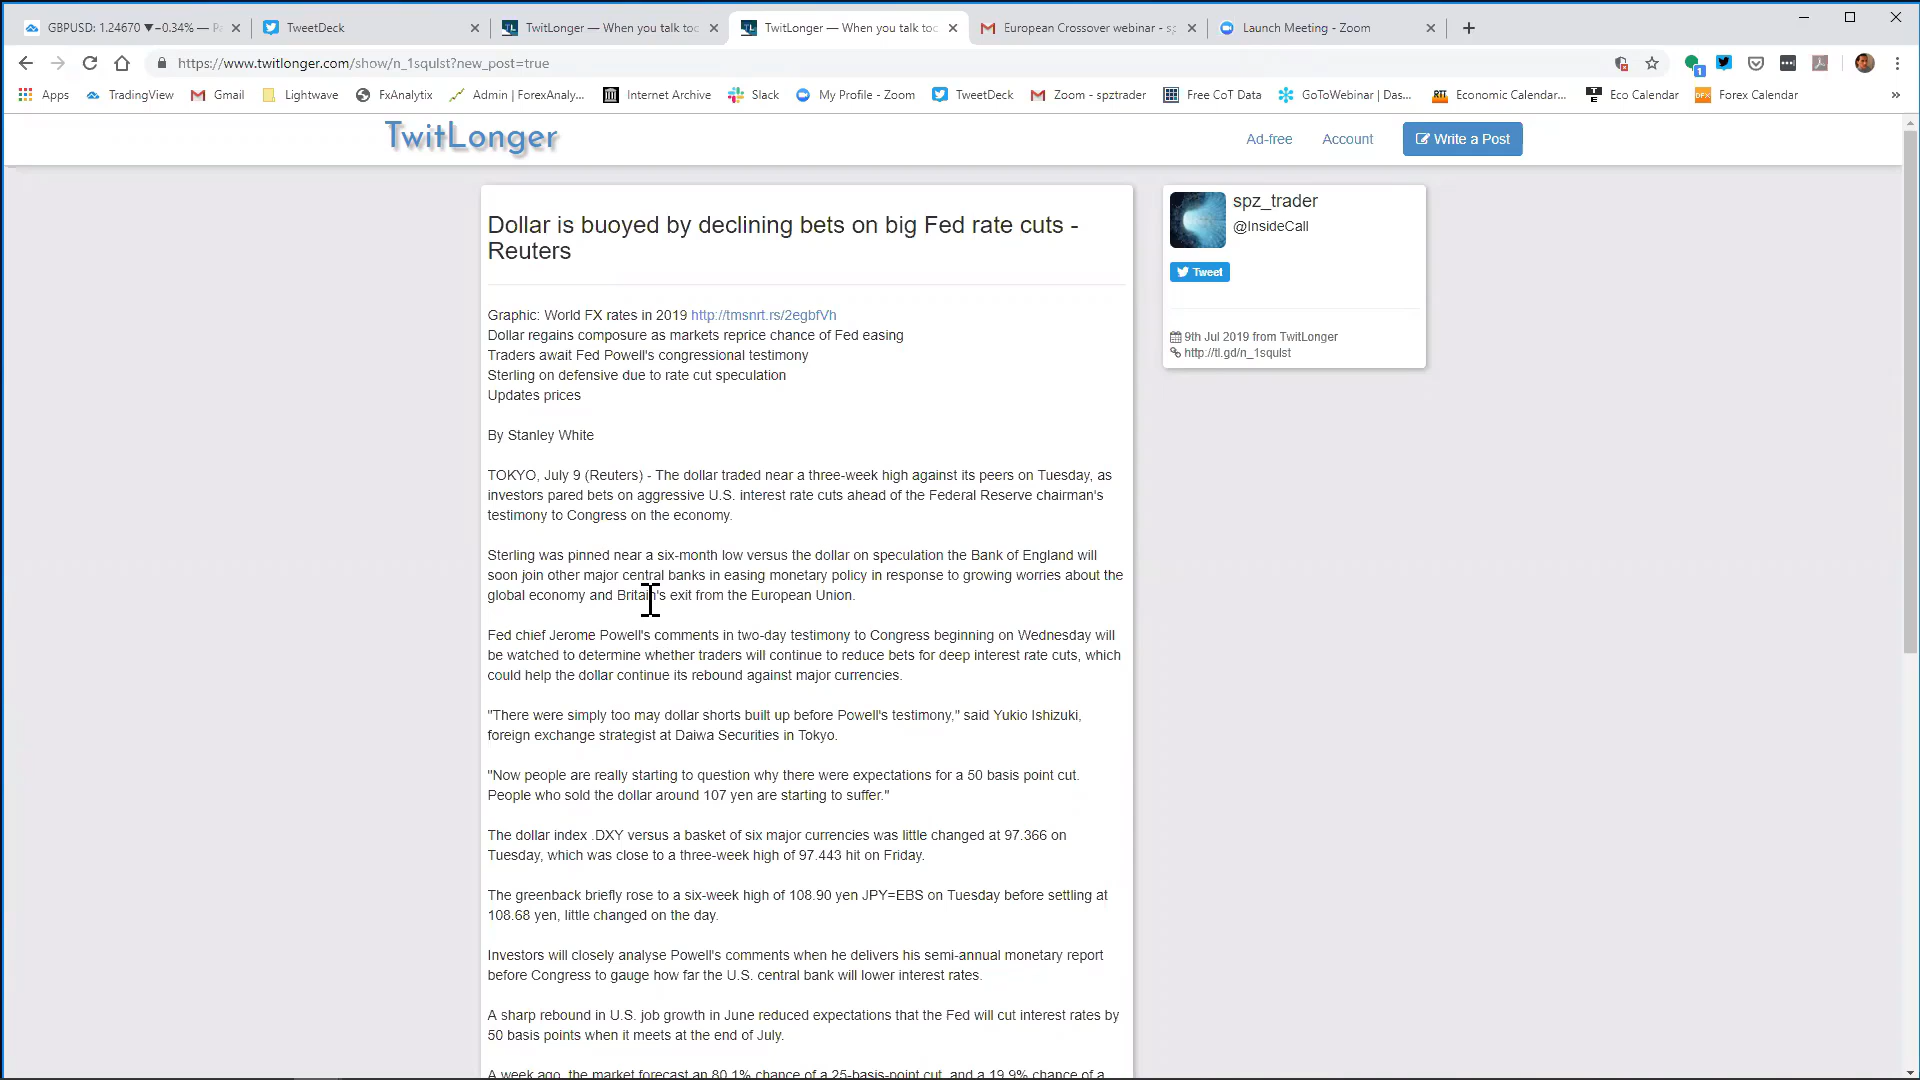 GBPUSD: 1.24670 ▼−0.34% —
TweetDeck
TwitLonger — When you talk too
TwitLonger — When you talk too
European Crossover webinar - s
Launch Meeting - Zoom
https://www.twitlonger.com/show/n_1squlst?new_post=true
Apps
TradingView
Gmail
Lightwave
FxAnalytix
Admin | ForexAnaly...
Internet Archive
Slack
My Profile - Zoom
TweetDeck
Zoom - spztrader
Free CoT Data
GoToWebinar | Das...
Economic Calendar...
Eco Calendar
Forex Calendar
TwitLonger
Ad-free
Account
Write a Post
Dollar is buoyed by declining bets on big Fed rate cuts -
Reuters
Graphic: World FX rates in 2019 http://tmsnrt.rs/2egbfVh
Dollar regains composure as markets reprice chance of Fed easing
Traders await Fed Powell's congressional testimony
Sterling on defensive due to rate cut speculation
Updates prices
By Stanley White
TOKYO, July 9 (Reuters) - The dollar traded near a three-week high against its peers on Tuesday, as
investors pared bets on aggressive U.S. interest rate cuts ahead of the Federal Reserve chairman's
testimony to Congress on the economy.
Sterling was pinned near a six-month low versus the dollar on speculation the Bank of England will
soon join other major central banks in easing monetary policy in response to growing worries about the
global economy and Britain's exit from the European Union.
Fed chief Jerome Powell's comments in two-day testimony to Congress beginning on Wednesday will
be watched to determine whether traders will continue to reduce bets for deep interest rate cuts, which
could help the dollar continue its rebound against major currencies.
"There were simply too may dollar shorts built up before Powell's testimony," said Yukio Ishizuki,
foreign exchange strategist at Daiwa Securities in Tokyo.
"Now people are really starting to question why there were expectations for a 50 basis point cut.
People who sold the dollar around 107 yen are starting to suffer."
The dollar index .DXY versus a basket of six major currencies was little changed at 97.366 on
Tuesday, which was close to a three-week high of 97.443 hit on Friday.
The greenback briefly rose to a six-week high of 108.90 yen JPY=EBS on Tuesday before settling at
108.68 yen, little changed on the day.
Investors will closely analyse Powell's comments when he delivers his semi-annual monetary report
before Congress to gauge how far the U.S. central bank will lower interest rates.
A sharp rebound in U.S. job growth in June reduced expectations that the Fed will cut interest rates by
50 basis points when it meets at the end of July.
A week ago, the market forecast an 80.1% chance of a 25-basis-point cut, and a 19.9% chance of a
spz_trader
@InsideCall
Tweet
9th Jul 2019 from TwitLonger
http://tl.gd/n_1squlst